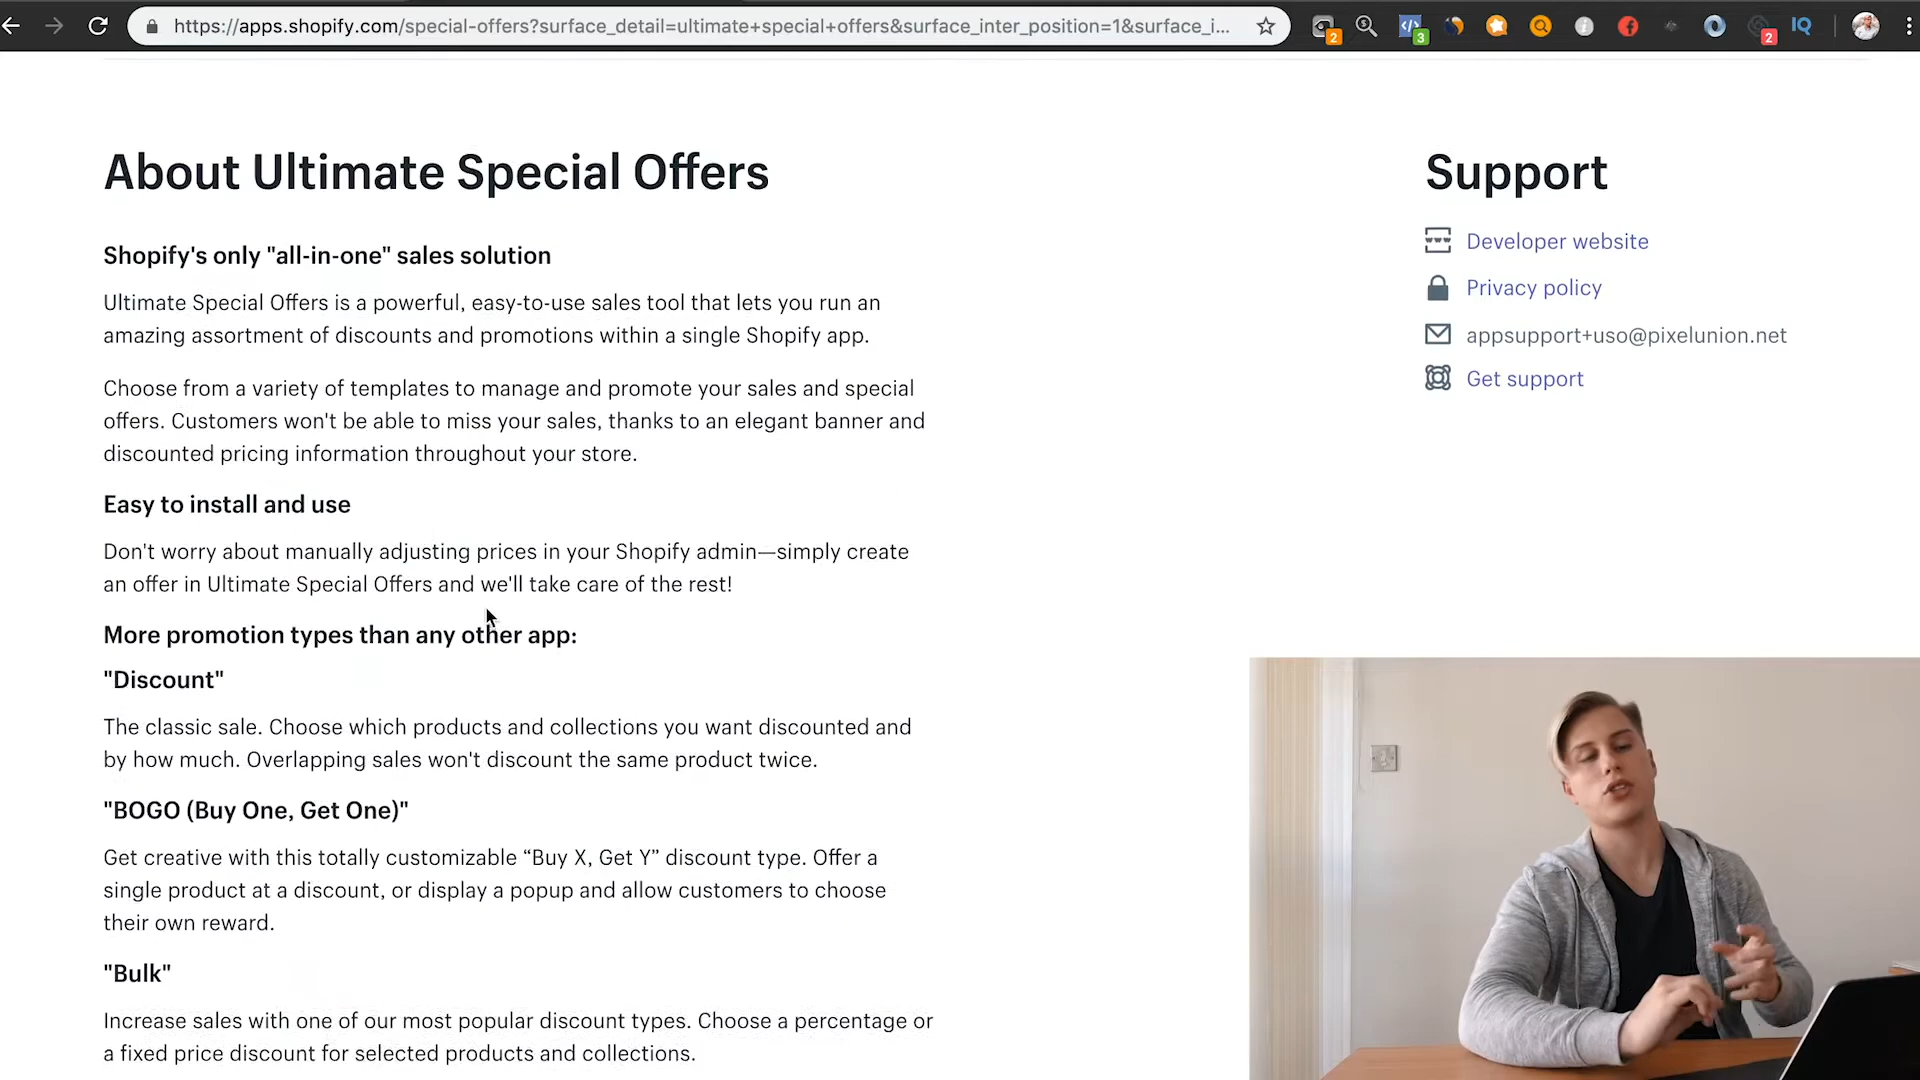 https://apps.shopify.com/special-offers?surface_detail=ultimate+special+offers&surface_inter_position=1&surface_i...
2
3
2
IQ
About Ultimate Special Offers
Shopify's only "all-in-one" sales solution
Ultimate Special Offers is a powerful, easy-to-use sales tool that lets you run an
amazing assortment of discounts and promotions within a single Shopify app.
Choose from a variety of templates to manage and promote your sales and special
offers. Customers won't be able to miss your sales, thanks to an elegant banner and
discounted pricing information throughout your store.
Easy to install and use
Don't worry about manually adjusting prices in your Shopify admin—simply create
an offer in Ultimate Special Offers and we'll take care of the rest!
More promotion types than any other app:
"Discount"
The classic sale. Choose which products and collections you want discounted and
by how much. Overlapping sales won't discount the same product twice.
"BOGO (Buy One, Get One)"
Get creative with this totally customizable “Buy X, Get Y” discount type. Offer a
single product at a discount, or display a popup and allow customers to choose
their own reward.
"Bulk"
Increase sales with one of our most popular discount types. Choose a percentage or
a fixed price discount for selected products and collections.
Support
Developer website
Privacy policy
appsupport+uso@pixelunion.net
Get support